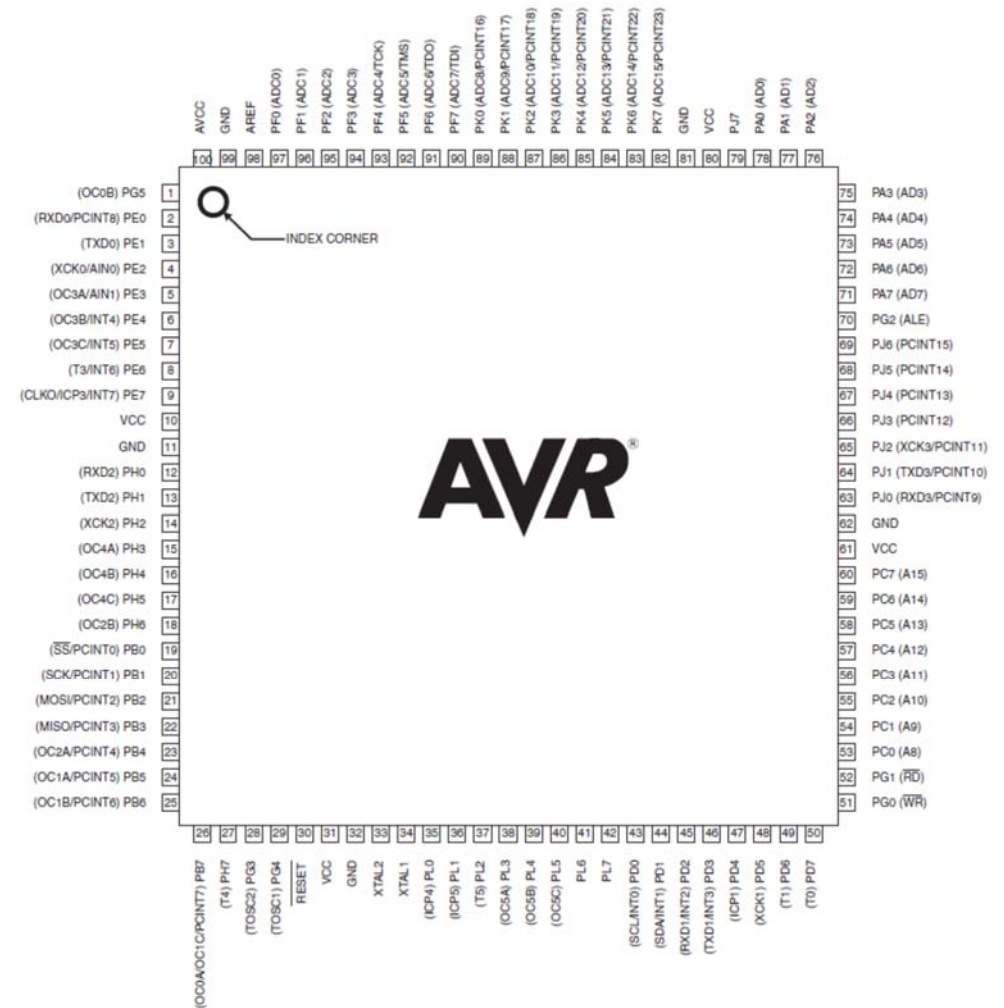 AVCC
GND
AREF
PF0 (ADC0)
PF1 (ADC1)
PF2 (ADC2)
PF3 (ADC3)
PF4 (ADC4/TCK)
PF5 (ADC5/TMS)
PF6 (ADC6/TDO)
PF7 (ADC7/TDI)
PK0 (ADC8/PCINT16)
PK1 (ADC9/PCINT17)
PK2 (ADC10/PCINT18)
PK3 (ADC11/PCINT19)
PK4 (ADC12/PCINT20)
PK5 (ADC13/PCINT21)
PK6 (ADC14/PCINT22)
PK7 (ADC15/PCINT23)
GND
VCC
PJ7
PA0 (AD0)
PA1 (AD1)
PA2 (AD2)
100 99 98 97 96 95 94 93 92 91 90 89 88 87 86 85 84 83 82 81 80 79 78 77 76
(OC0B) PG5 1
(RXD0/PCINT8) PE0 2
(TXD0) PE1 3
(XCK0/AIN0) PE2 4
(OC3A/AIN1) PE3 5
(OC3B/INT4) PE4 6
(OC3C/INT5) PE5 7
(T3/INT6) PE6 8
(CLKO/ICP3/INT7) PE7 9
VCC 10
GND 11
(RXD2) PH0 12
(TXD2) PH1 13
(XCK2) PH2 14
(OC4A) PH3 15
(OC4B) PH4 16
(OC4C) PH5 17
(OC2B) PH6 18
(SS/PCINT0) PB0 19
(SCK/PCINT1) PB1 20
(MOSI/PCINT2) PB2 21
(MISO/PCINT3) PB3 22
(OC2A/PCINT4) PB4 23
(OC1A/PCINT5) PB5 24
(OC1B/PCINT6) PB6 25
INDEX CORNER
AVR®
75 PA3 (AD3)
74 PA4 (AD4)
73 PA5 (AD5)
72 PA6 (AD6)
71 PA7 (AD7)
70 PG2 (ALE)
69 PJ6 (PCINT15)
68 PJ5 (PCINT14)
67 PJ4 (PCINT13)
66 PJ3 (PCINT12)
65 PJ2 (XCK3/PCINT11)
64 PJ1 (TXD3/PCINT10)
63 PJ0 (RXD3/PCINT9)
62 GND
61 VCC
60 PC7 (A15)
59 PC6 (A14)
58 PC5 (A13)
57 PC4 (A12)
56 PC3 (A11)
55 PC2 (A10)
54 PC1 (A9)
53 PC0 (A8)
52 PG1 (RD)
51 PG0 (WR)
26 27 28 29 30 31 32 33 34 35 36 37 38 39 40 41 42 43 44 45 46 47 48 49 50
(OC0A/OC1C/PCINT7) PB7
(T4) PH7
(TOSC2) PG3
(TOSC1) PG4
RESET
VCC
GND
XTAL2
XTAL1
(ICP4) PL0
(ICP5) PL1
(T5) PL2
(OC5A) PL3
(OC5B) PL4
(OC5C) PL5
PL6
PL7
(SCL/INT0) PD0
(SDA/INT1) PD1
(RXD1/INT2) PD2
(TXD1/INT3) PD3
(ICP1) PD4
(XCK1) PD5
(T1) PD6
(T0) PD7